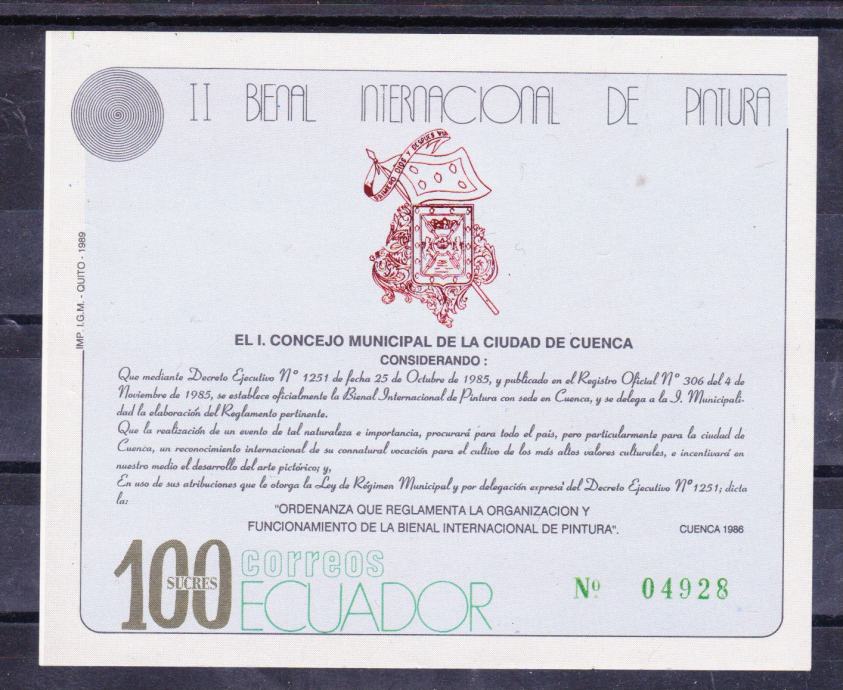 II BIENAL INTERNACIONAL DE PINTURA
PRIMERO DIOS Y DESPUES VOS
IMP. I.G.M. - QUITO - 1989
EL I. CONCEJO MUNICIPAL DE LA CIUDAD DE CUENCA
CONSIDERANDO :
Que mediante Decreto Ejecutivo Nº 1251 de fecha 25 de Octubre de 1985, y publicado en el Registro Oficial Nº 306 del 4 de
Noviembre de 1985, se establece oficialmente la Bienal Internacional de Pintura con sede en Cuenca, y se delega a la I. Municipali-
dad la elaboración del Reglamento pertinente.
Que la realización de un evento de tal naturaleza e importancia, procurará para todo el país, pero particularmente para la ciudad de
Cuenca, un reconocimiento internacional de su connatural vocación para el cultivo de los más altos valores culturales, e incentivará en
nuestro medio el desarrollo del arte pictórico; y,
En uso de sus atribuciones que le otorga la Ley de Régimen Municipal y por delegación expresa del Decreto Ejecutivo Nº 1251; dicta
la:
"ORDENANZA QUE REGLAMENTA LA ORGANIZACION Y
FUNCIONAMIENTO DE LA BIENAL INTERNACIONAL DE PINTURA".
CUENCA 1986
100 SUCRES
correos
ECUADOR
Nº 04928